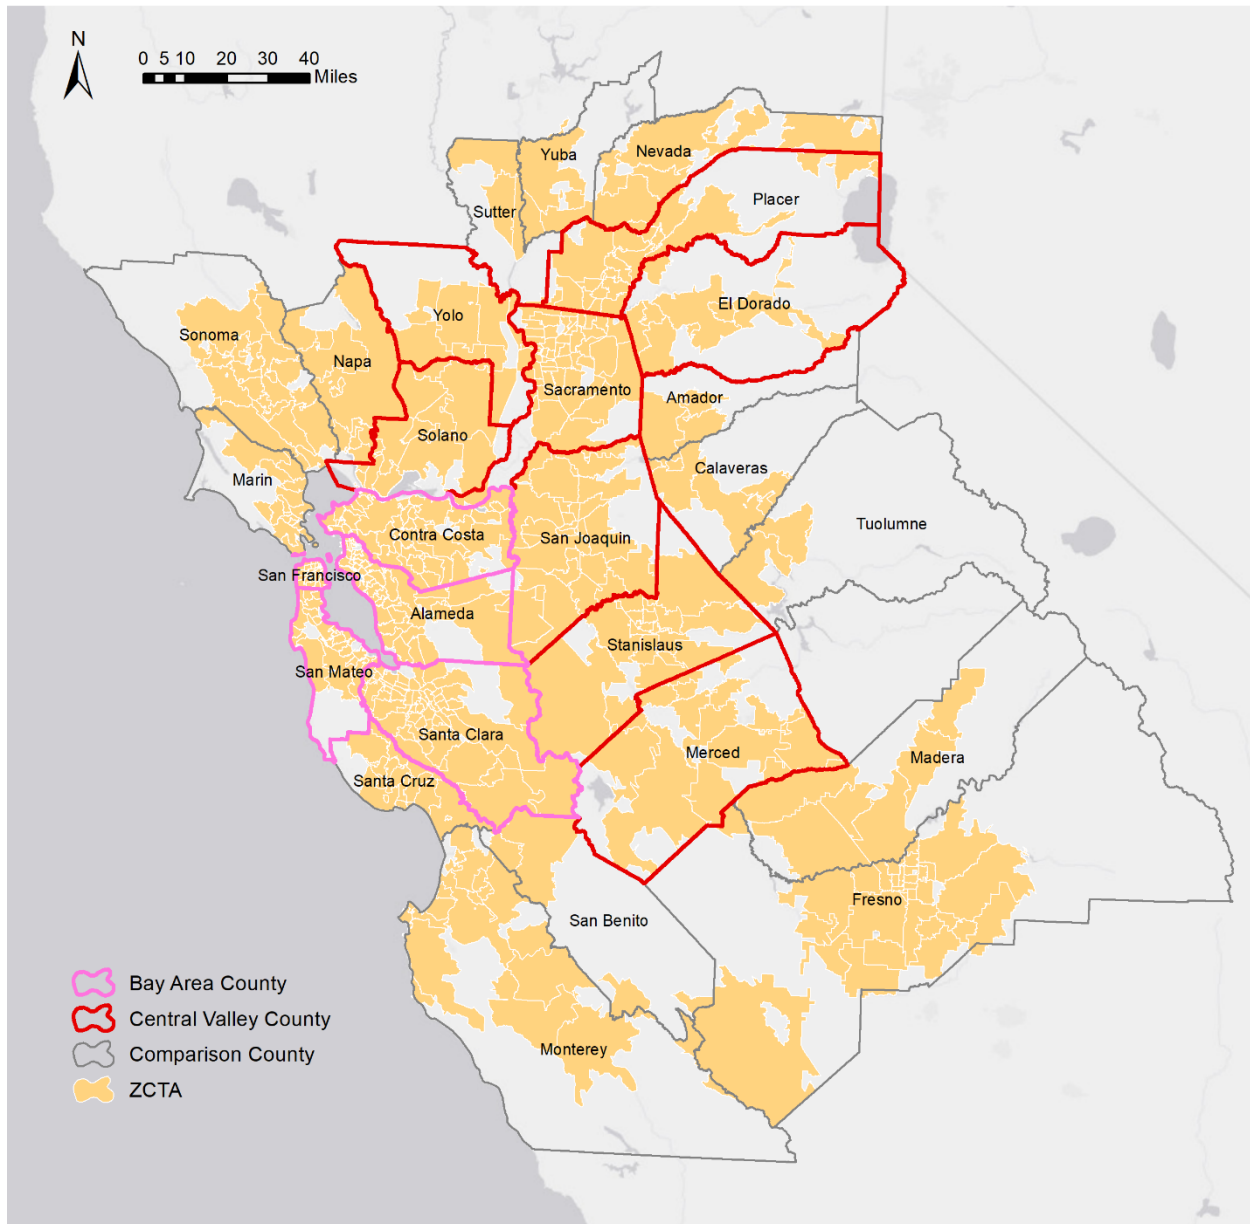 N
0 5 10 20 30 40
Miles
Yuba
Nevada
Placer
Sutter
El Dorado
Yolo
Sonoma
Napa
Sacramento
Amador
Solano
Calaveras
Marin
Tuolumne
Contra Costa
San Joaquin
San Francisco
Alameda
Stanislaus
San Mateo
Santa Clara
Merced
Madera
Santa Cruz
Fresno
San Benito
Monterey
Bay Area County
Central Valley County
Comparison County
ZCTA